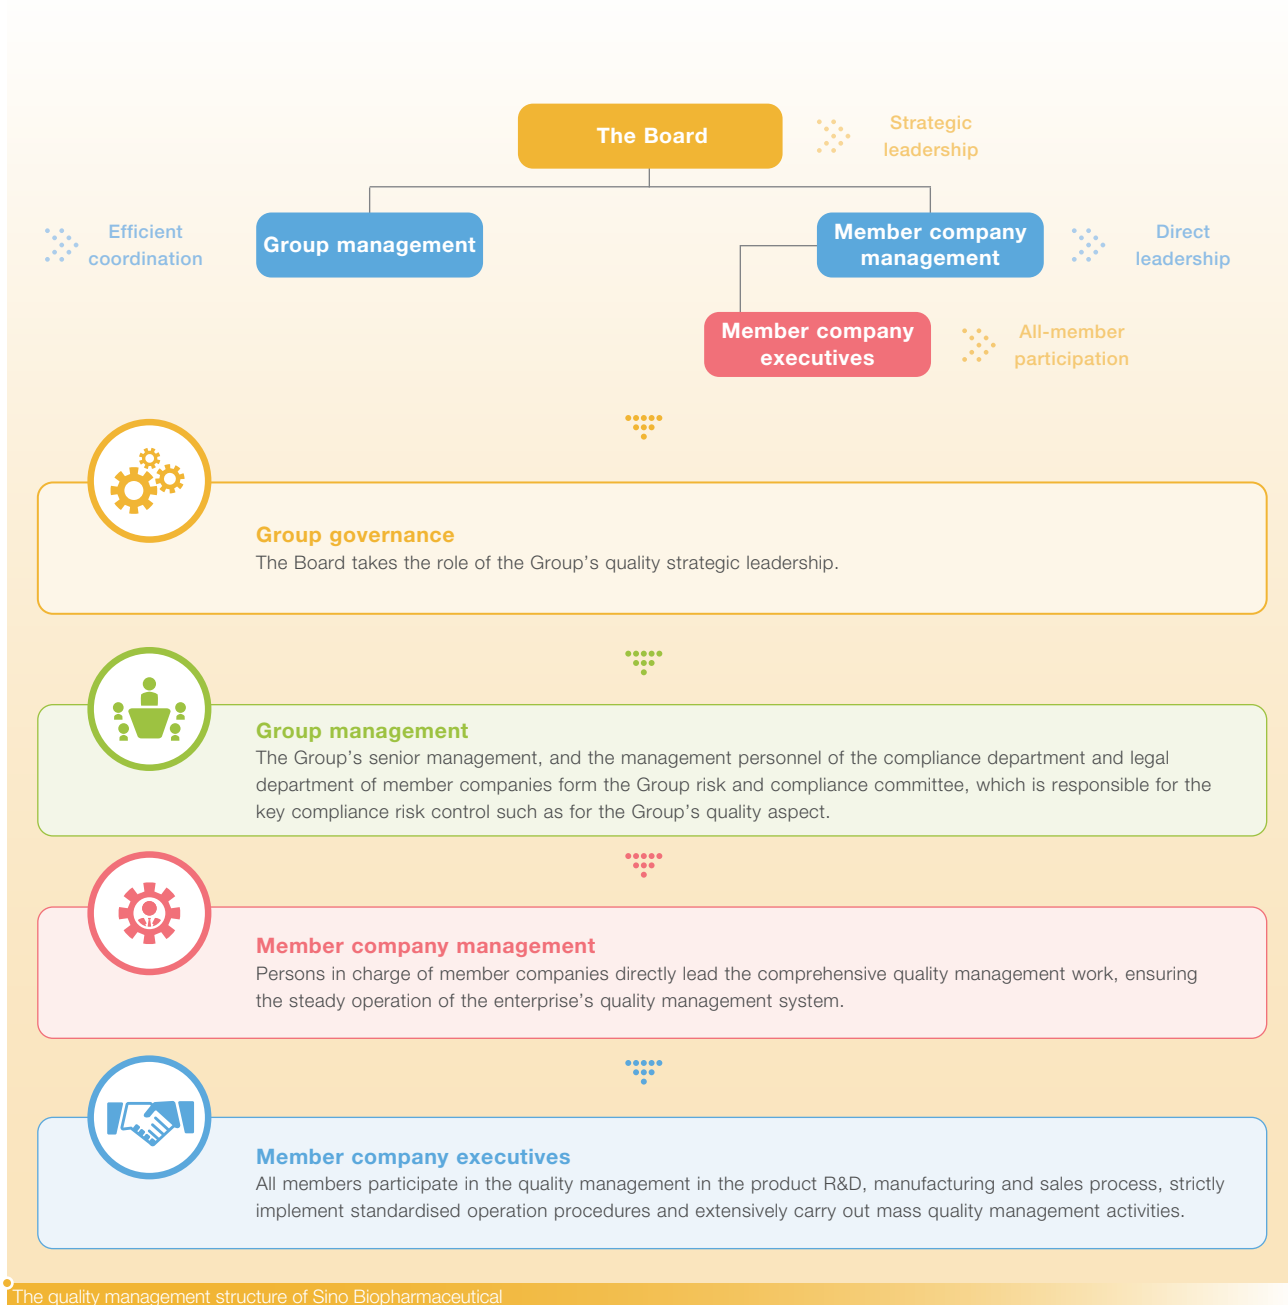 The Board
Strategic
leadership
Efficient
coordination
Group management
Member company
management
Direct
leadership
Member company
executives
All-member
participation
Group governance
The Board takes the role of the Group’s quality strategic leadership.
Group management
The Group’s senior management, and the management personnel of the compliance department and legal
department of member companies form the Group risk and compliance committee, which is responsible for the
key compliance risk control such as for the Group’s quality aspect.
Member company management
Persons in charge of member companies directly lead the comprehensive quality management work, ensuring
the steady operation of the enterprise’s quality management system.
Member company executives
All members participate in the quality management in the product R&D, manufacturing and sales process, strictly
implement standardised operation procedures and extensively carry out mass quality management activities.
The quality management structure of Sino Biopharmaceutical